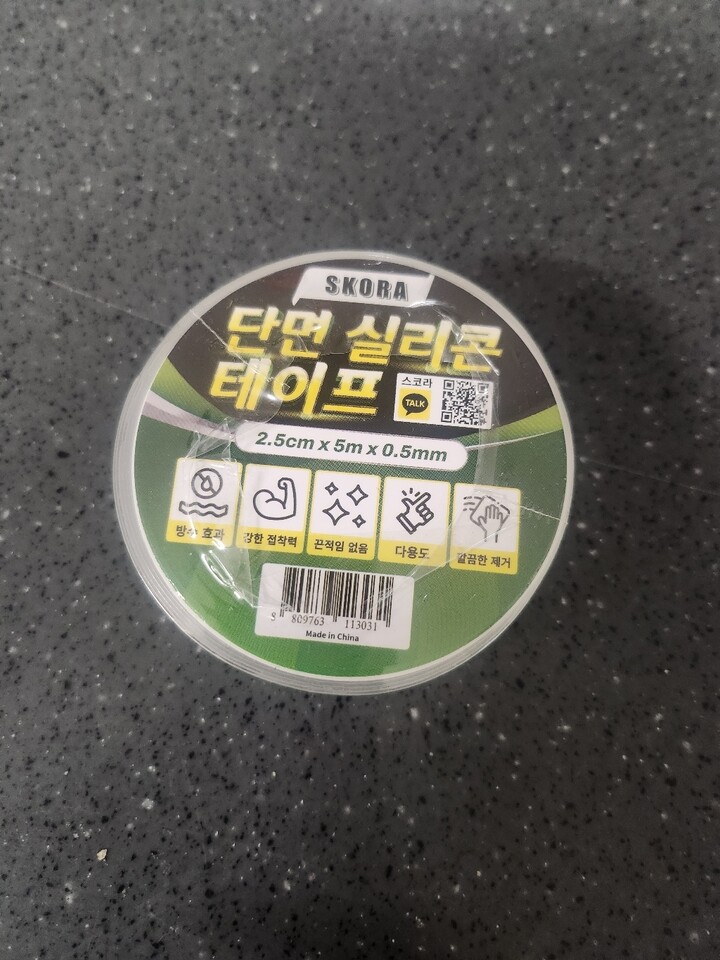 SKORA
단면 실리콘
테이프
스코라
TALK
2.5cm x 5m x 0.5mm
방수 효과
강한 접착력
끈적임 없음
다용도
깔끔한 제거
8 809763 113031
Made in China